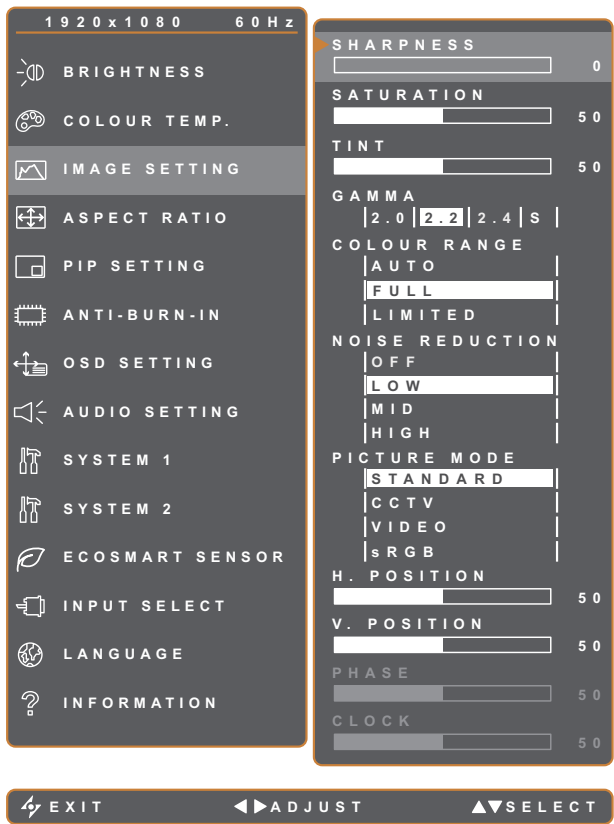 1920x1080 60Hz
BRIGHTNESS
COLOUR TEMP.
IMAGE SETTING
ASPECT RATIO
PIP SETTING
ANTI-BURN-IN
OSD SETTING
AUDIO SETTING
SYSTEM 1
SYSTEM 2
ECOSMART SENSOR
INPUT SELECT
LANGUAGE
INFORMATION
SHARPNESS
0
SATURATION
50
TINT
50
GAMMA
2.0 2.2 2.4 S
COLOUR RANGE
AUTO
FULL
LIMITED
NOISE REDUCTION
OFF
LOW
MID
HIGH
PICTURE MODE
STANDARD
CCTV
VIDEO
sRGB
H. POSITION
50
V. POSITION
50
PHASE
50
CLOCK
50
EXIT ADJUST SELECT